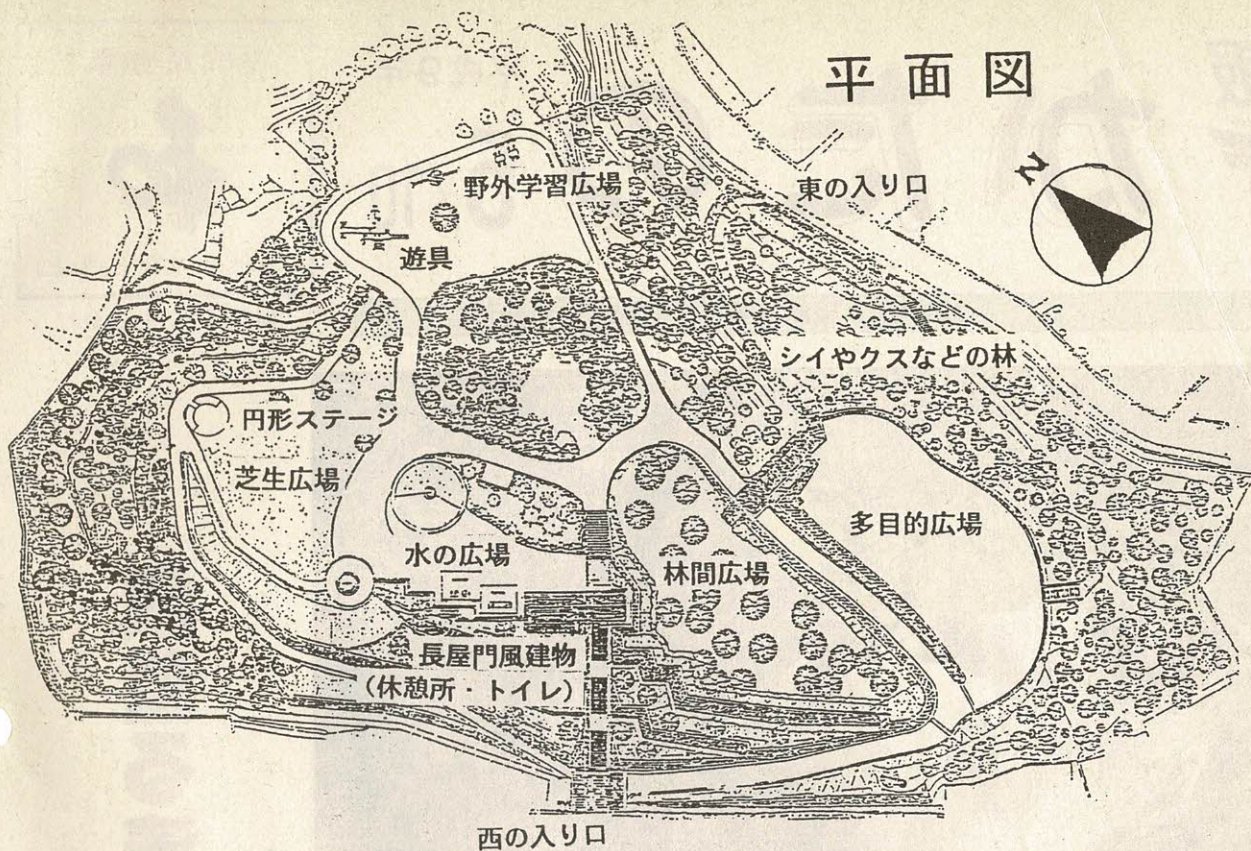 平面図
N
野外学習広場
東の入り口
遊具
シイやクスなどの林
円形ステージ
芝生広場
多目的広場
水の広場
林間広場
長屋門風建物
(休憩所・トイレ)
西の入り口